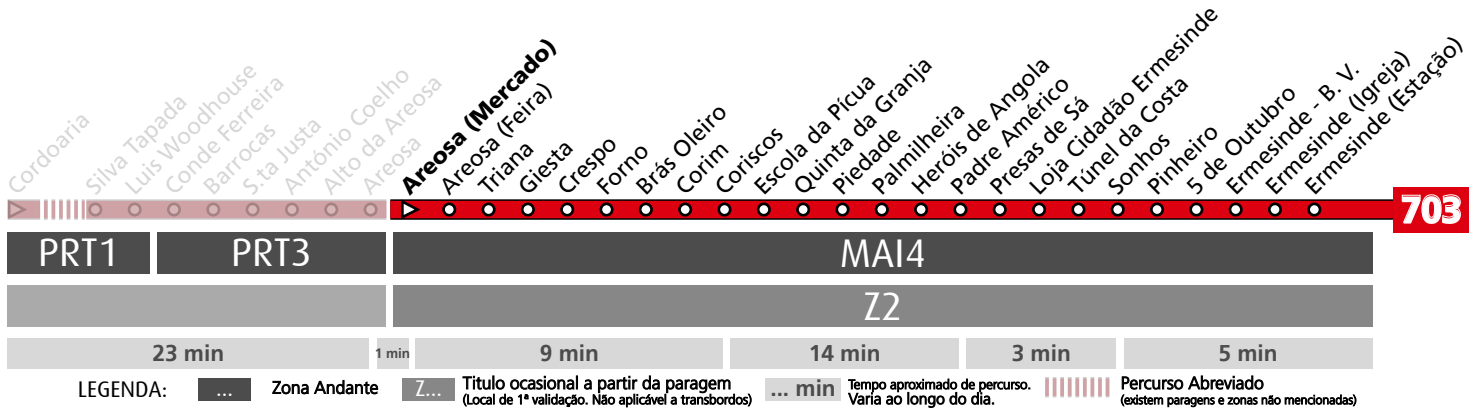 Cordoaria
Silva Tapada
Luis Woodhouse
Conde Ferreira
Barrocas
S.ta Justa
António Coelho
Alto da Areosa
Areosa
Areosa (Mercado)
Areosa (Feira)
Triana
Giesta
Crespo
Forno
Brás Oleiro
Corim
Coriscos
Escola da Pícua
Quinta da Granja
Piedade
Palmilheira
Heróis de Angola
Padre Américo
Presas de Sá
Loja Cidadão Ermesinde
Túnel da Costa
Sonhos
Pinheiro
5 de Outubro
Ermesinde - B. V.
Ermesinde (Igreja)
Ermesinde (Estação)
703
PRT1 PRT3 MAI4
Z2
23 min 1 min 9 min 14 min 3 min 5 min
LEGENDA: ... Zona Andante Z... Titulo ocasional a partir da paragem ... min Tempo aproximado de percurso. Percurso Abreviado
(Local de 1ª validação. Não aplicável a transbordos) Varia ao longo do dia. (existem paragens e zonas não mencionadas)